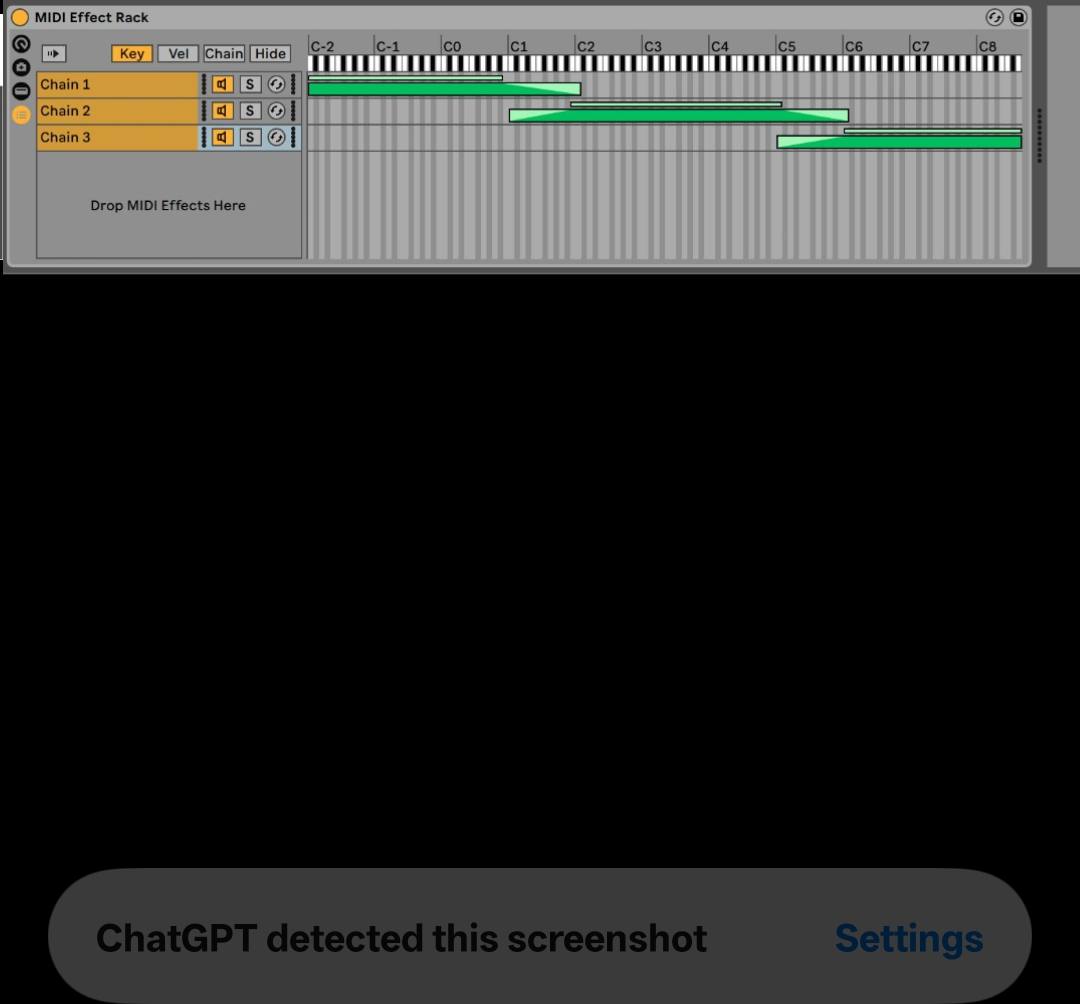 MIDI Effect Rack
Key Vel Chain Hide
C-2 C-1 C0 C1 C2 C3 C4 C5 C6 C7 C8
Chain 1 S
Chain 2 S
Chain 3 S
Drop MIDI Effects Here
ChatGPT detected this screenshot Settings